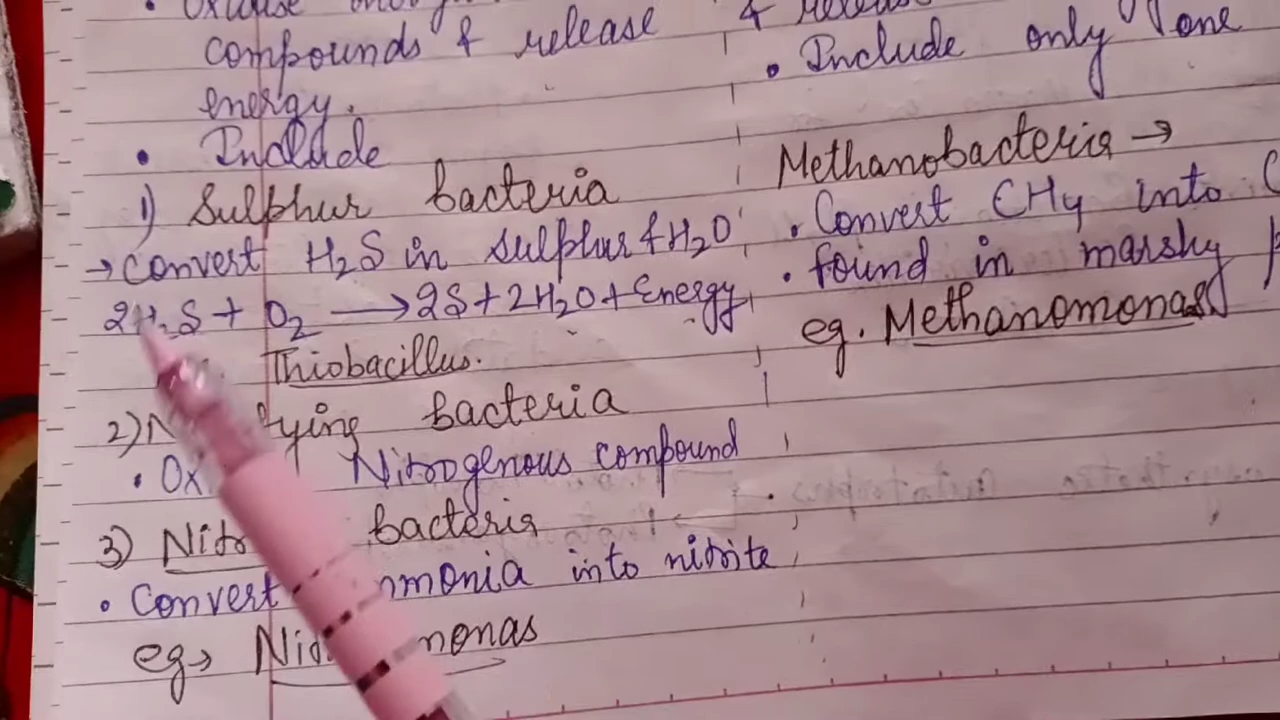 compounds & release
energy.
• Include
1) Sulphur bacteria
→ convert H₂S in sulphur & H₂O
2H₂S + O₂ → 2S + 2H₂O + Energy
Thiobacillus.
2) bacteria
• Nitrogenous compound
3) bacteria
• Convert into nitrite
eg→
& release
• Include only one
Methanobacteria →
• Convert CH₄ into
• found in marshy
eg. Methanomonas